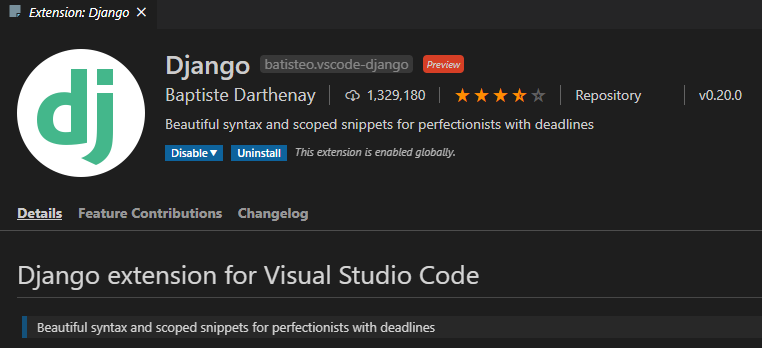 Extension: Django
dj
Django batisteo.vscode-django Preview
Baptiste Darthenay 1,329,180 Repository v0.20.0
Beautiful syntax and scoped snippets for perfectionists with deadlines
Disable Uninstall This extension is enabled globally.
Details Feature Contributions Changelog
Django extension for Visual Studio Code
Beautiful syntax and scoped snippets for perfectionists with deadlines